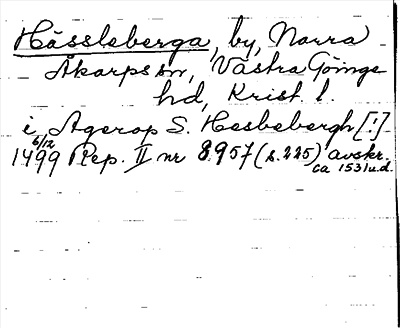 Hässleberga, by, Norra
Åkarps sn, Västra Göinge
hd, Krist. l.
i Agerop S. Hesbebergh [!]
6/12
1499 Rep. II nr 8957 (s. 225) avskr.
ca 1531 u.d.